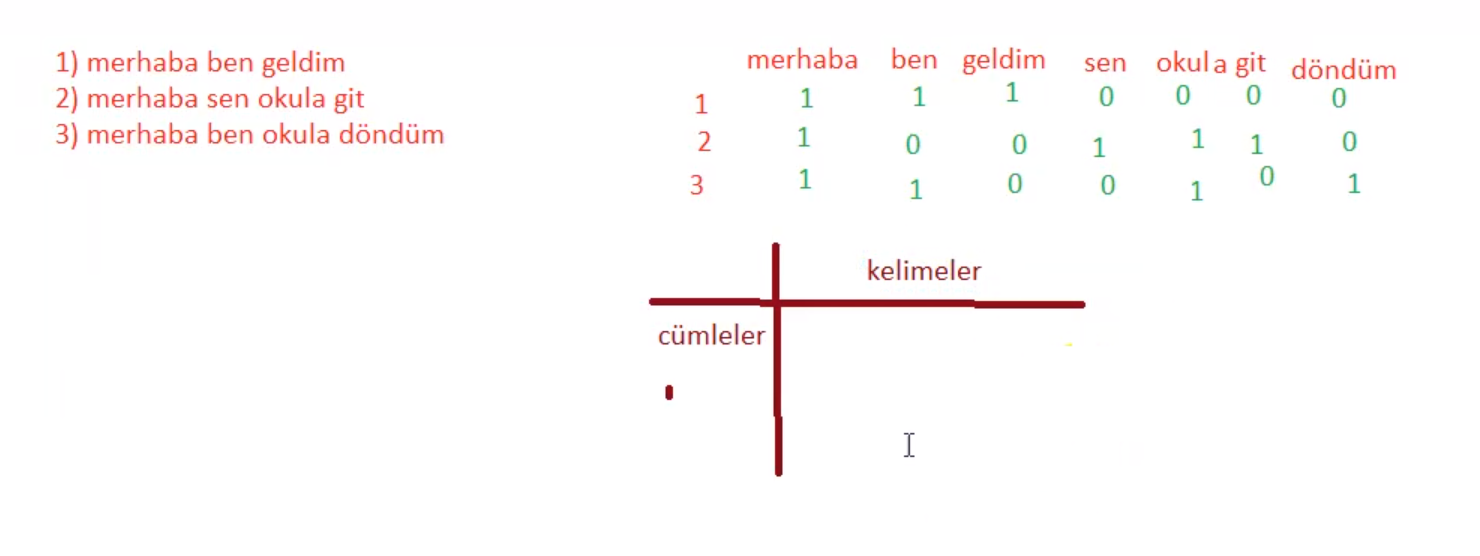 1) merhaba ben geldim
2) merhaba sen okula git
3) merhaba ben okula döndüm
merhaba ben geldim sen okula git döndüm
1 1 1 1 0 0 0 0
2 1 0 0 1 1 1 0
3 1 1 0 0 1 0 1
kelimeler
cümleler